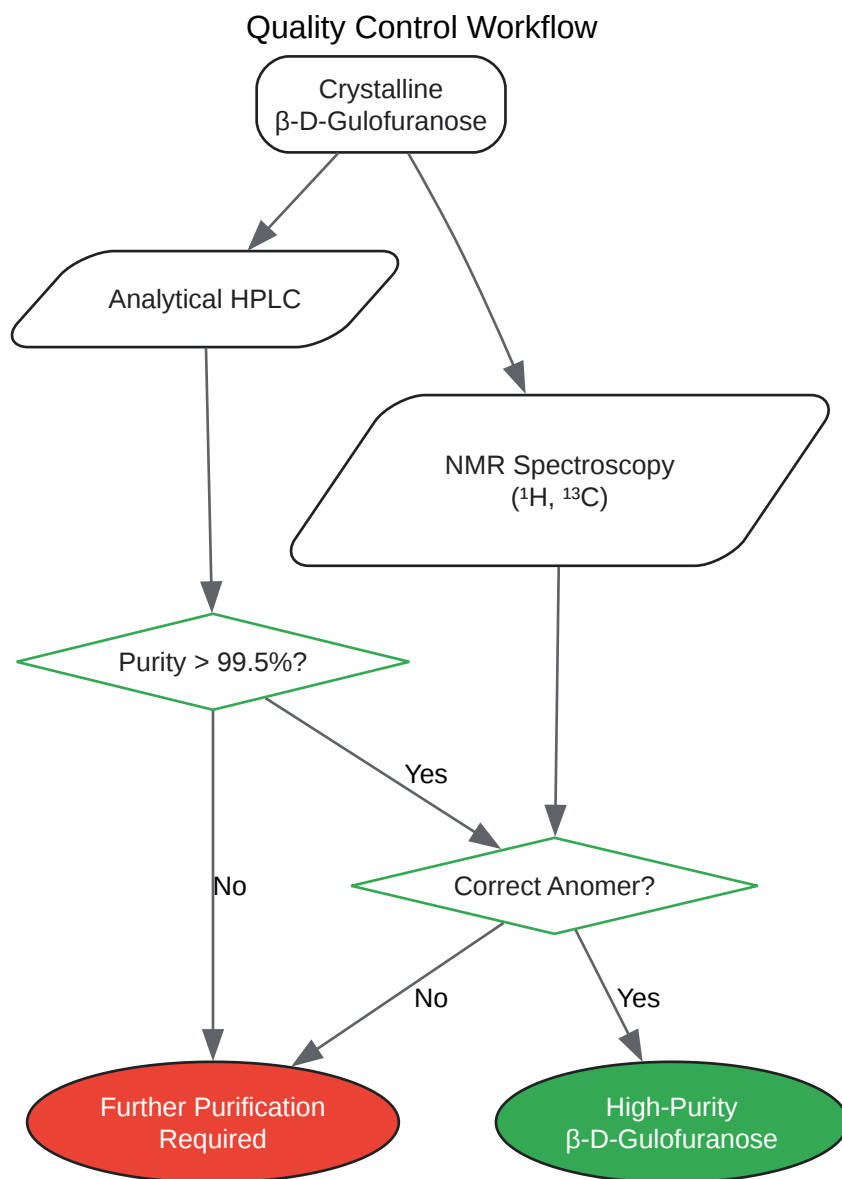 Quality Control Workflow
Crystalline
β-D-Gulofuranose
Analytical HPLC
NMR Spectroscopy
(¹H, ¹³C)
Purity > 99.5%?
Yes
No
Correct Anomer?
No
Yes
Further Purification
Required
High-Purity
β-D-Gulofuranose